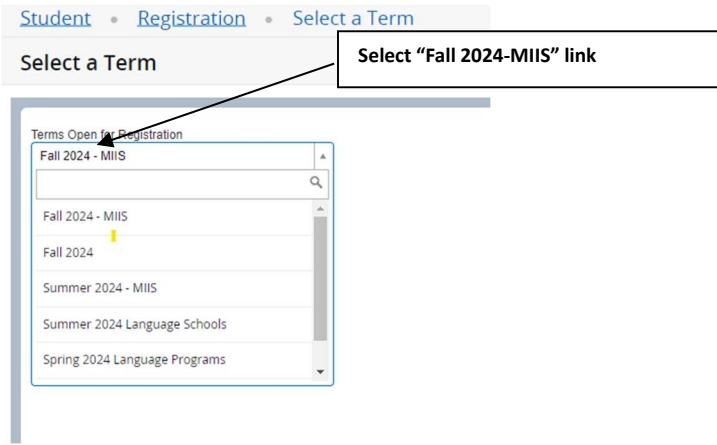 Student • Registration • Select a Term
Select “Fall 2024-MIIS” link
Select a Term
Terms Open for Registration
Fall 2024 - MIIS
Fall 2024 - MIIS
Fall 2024
Summer 2024 - MIIS
Summer 2024 Language Schools
Spring 2024 Language Programs